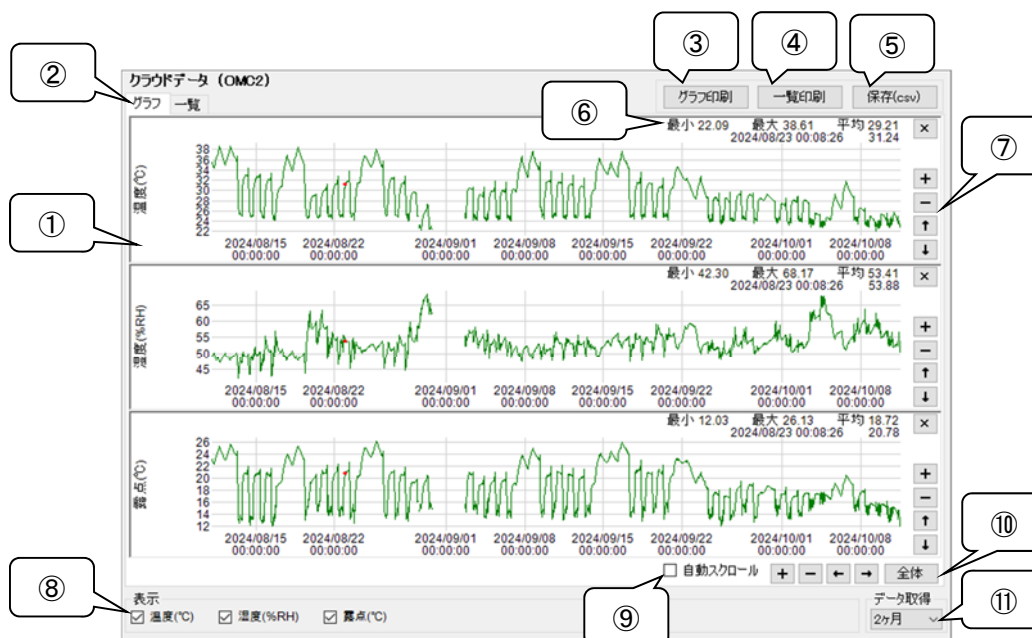 ③ ④ ⑤
②
クラウドデータ (OMC2)
グラフ 一覧
グラフ印刷 一覧印刷 保存(csv)
⑥
⑦
①
最小 22.09 最大 38.61 平均 29.21
2024/08/23 00:08:26 31.24
×
温度(℃)
38
36
34
32
30
28
26
24
22
+
−
↑
↓
2024/08/15 2024/08/22 2024/09/01 2024/09/08 2024/09/15 2024/09/22 2024/10/01 2024/10/08
00:00:00 00:00:00 00:00:00 00:00:00 00:00:00 00:00:00 00:00:00 00:00:00
最小 42.30 最大 68.17 平均 53.41
2024/08/23 00:08:26 53.88
×
湿度(%RH)
65
60
55
50
45
+
−
↑
↓
2024/08/15 2024/08/22 2024/09/01 2024/09/08 2024/09/15 2024/09/22 2024/10/01 2024/10/08
00:00:00 00:00:00 00:00:00 00:00:00 00:00:00 00:00:00 00:00:00 00:00:00
最小 12.03 最大 26.13 平均 18.72
2024/08/23 00:08:26 20.78
×
露点(℃)
26
24
22
20
18
16
14
12
+
−
↑
↓
2024/08/15 2024/08/22 2024/09/01 2024/09/08 2024/09/15 2024/09/22 2024/10/01 2024/10/08
00:00:00 00:00:00 00:00:00 00:00:00 00:00:00 00:00:00 00:00:00 00:00:00
⑩
自動スクロール + − ← → 全体
⑧
表示
温度(℃) 湿度(%RH) 露点(℃)
⑨
データ取得
2ヶ月
⑪